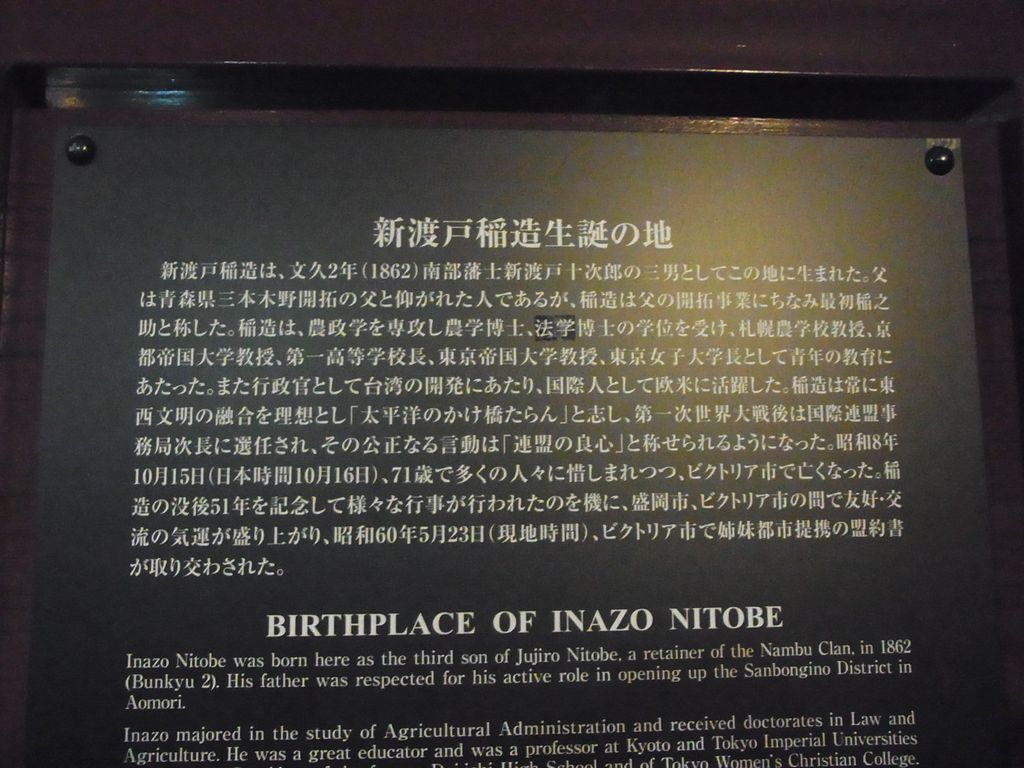 新渡戸稲造生誕の地
新渡戸稲造は、文久2年(1862)南部藩士新渡戸十次郎の三男としてこの地に生まれた。父
は青森県三本木野開拓の父と仰がれた人であるが、稲造は父の開拓事業にちなみ最初稲之
助と称した。稲造は、農政学を専攻し農学博士、法学博士の学位を受け、札幌農学校教授、京
都帝国大学教授、第一高等学校長、東京帝国大学教授、東京女子大学長として青年の教育に
あたった。また行政官として台湾の開発にあたり、国際人として欧米に活躍した。稲造は常に東
西文明の融合を理想とし「太平洋のかけ橋たらん」と志し、第一次世界大戦後は国際連盟事
務局次長に選任され、その公正なる言動は「連盟の良心」と称せられるようになった。昭和8年
10月15日(日本時間10月16日)、71歳で多くの人々に惜しまれつつ、ビクトリア市で亡くなった。稲
造の没後51年を記念して様々な行事が行われたのを機に、盛岡市、ビクトリア市の間で友好・交
流の気運が盛り上がり、昭和60年5月23日(現地時間)、ビクトリア市で姉妹都市提携の盟約書
が取り交わされた。
BIRTHPLACE OF INAZO NITOBE
Inazo Nitobe was born here as the third son of Jujiro Nitobe, a retainer of the Nambu Clan, in 1862
(Bunkyu 2). His father was respected for his active role in opening up the Sanbongino District in
Aomori.
Inazo majored in the study of Agricultural Administration and received doctorates in Law and
Agriculture. He was a great educator and was a professor at Kyoto and Tokyo Imperial Universities
High School and of Tokyo Women's Christian College.